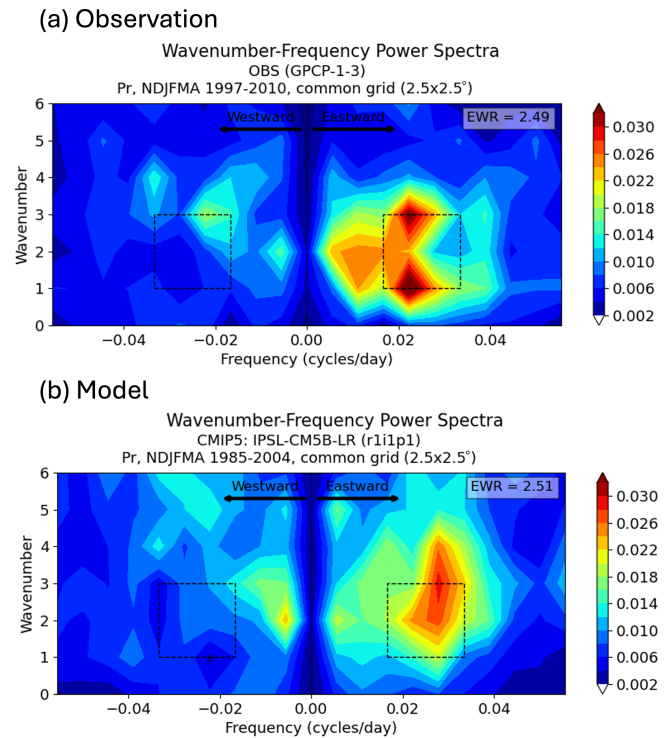 (a) Observation
Wavenumber-Frequency Power Spectra
OBS (GPCP-1-3)
Pr, NDJFMA 1997-2010, common grid (2.5x2.5°)
Westward
Eastward
EWR = 2.49
6
5
4
3
2
1
0
Wavenumber
−0.04
−0.02
0.00
0.02
0.04
Frequency (cycles/day)
0.030
0.026
0.022
0.018
0.014
0.010
0.006
0.002
(b) Model
Wavenumber-Frequency Power Spectra
CMIP5: IPSL-CM5B-LR (r1i1p1)
Pr, NDJFMA 1985-2004, common grid (2.5x2.5°)
Westward
Eastward
EWR = 2.51
6
5
4
3
2
1
0
Wavenumber
−0.04
−0.02
0.00
0.02
0.04
Frequency (cycles/day)
0.030
0.026
0.022
0.018
0.014
0.010
0.006
0.002